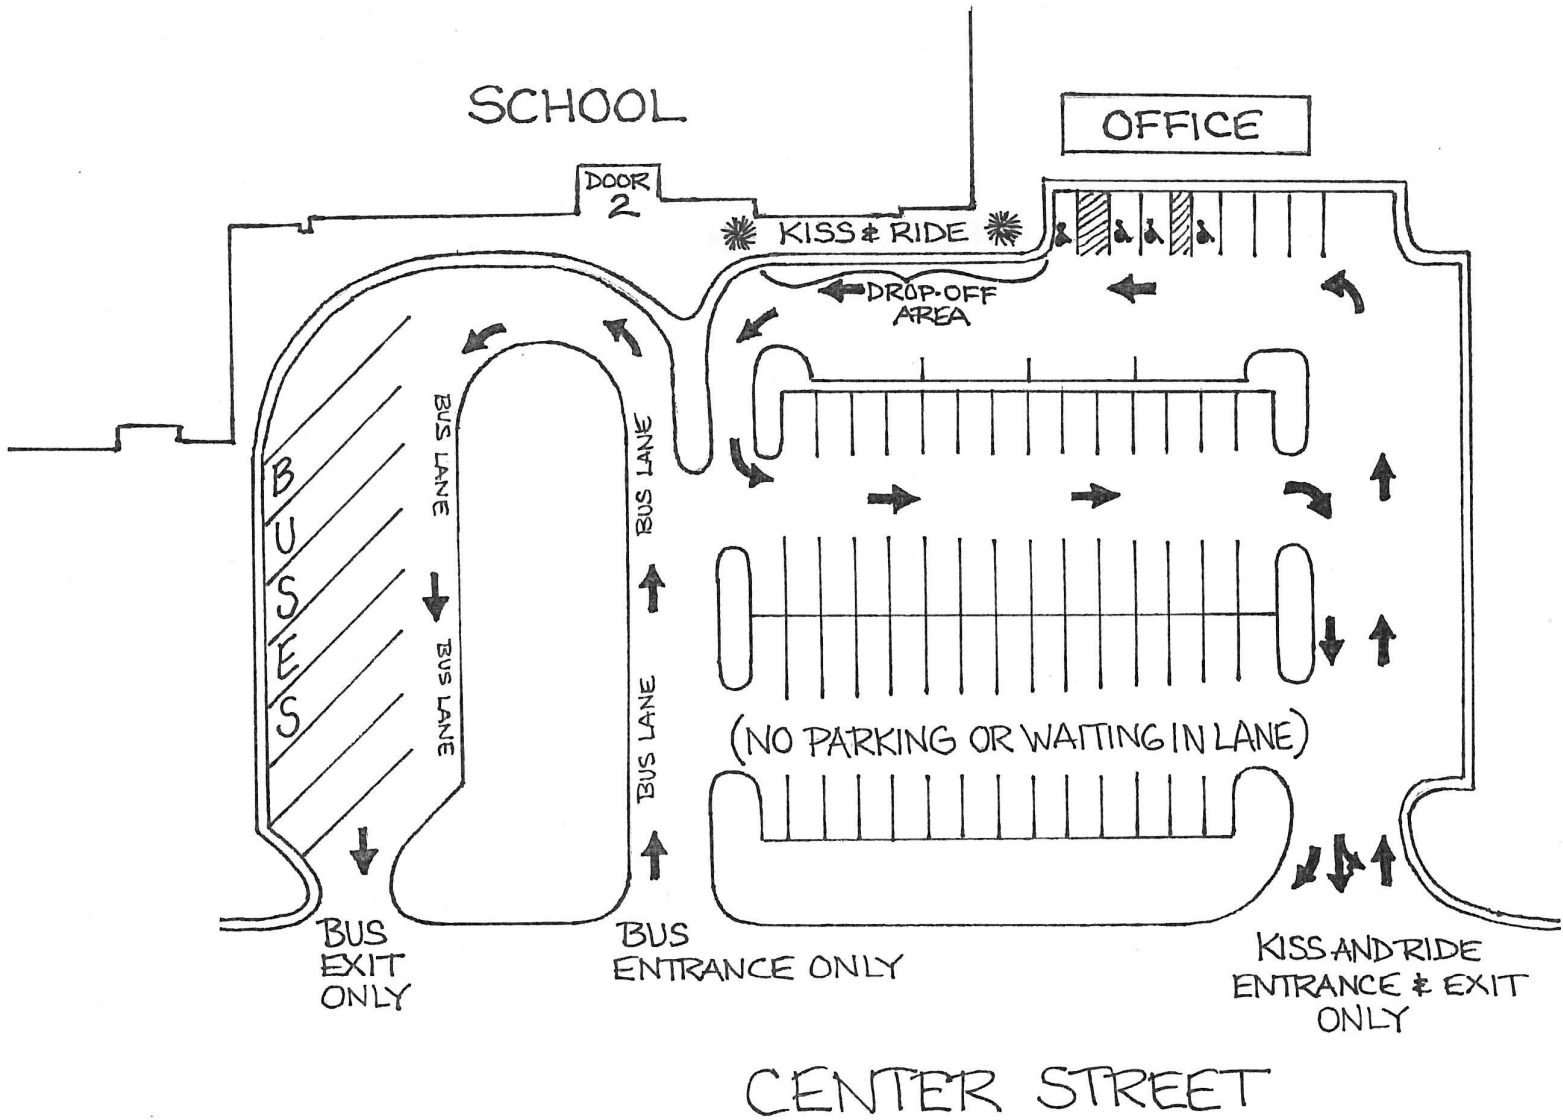 SCHOOL
OFFICE
DOOR
2
KISS & RIDE
DROP-OFF
AREA
BUS LANE
BUS LANE
BUS LANE
BUS LANE
BUSES
(NO PARKING OR WAITING IN LANE)
BUS
EXIT
ONLY
BUS
ENTRANCE ONLY
KISS AND RIDE
ENTRANCE & EXIT
ONLY
CENTER STREET